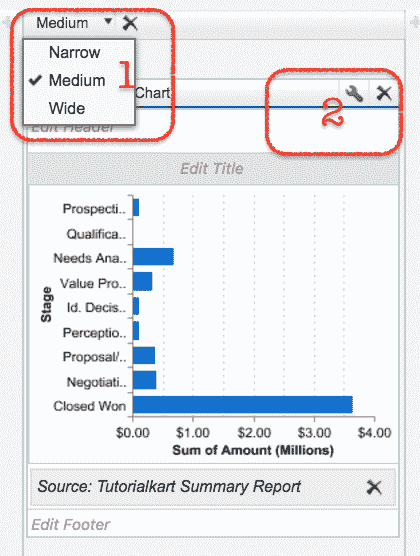 Medium
Narrow
Medium
Wide
1
Chart
2
Edit Header
Edit Title
Prospecti..
Qualifica..
Needs Ana..
Value Pro..
Id. Decis..
Perceptio..
Proposal/..
Negotiati..
Closed Won
Stage
$0.00 $1.00 $2.00 $3.00 $4.00
Sum of Amount (Millions)
Source: Tutorialkart Summary Report
Edit Footer